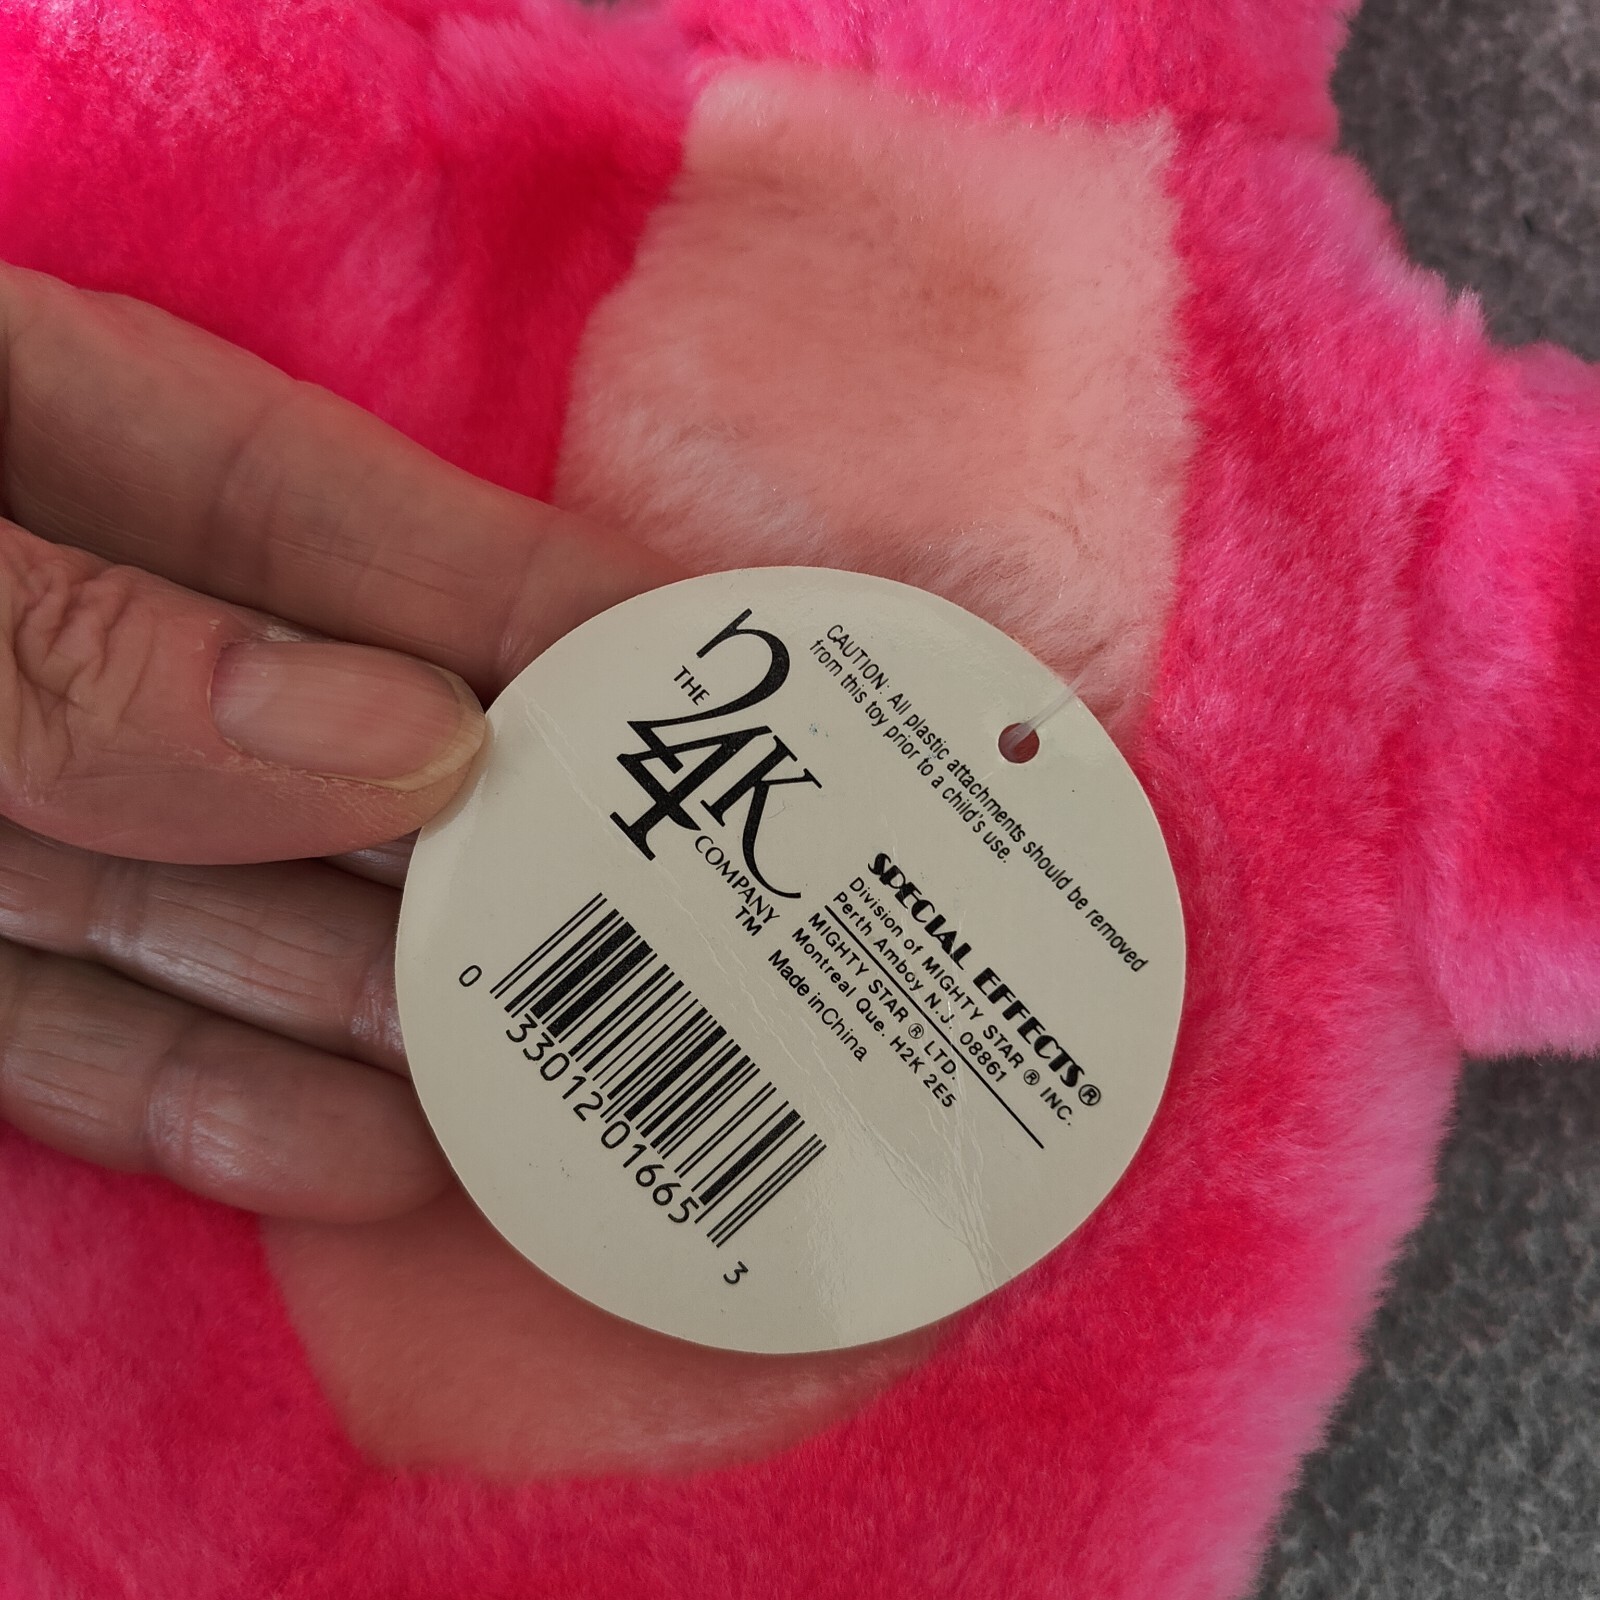 CAUTION: All plastic attachments should be removed
from this toy prior to a child's use.
THE
24K
COMPANY
TM
SPECIAL EFFECTS®
Division of MIGHTY STAR ® INC.
Perth Amboy N.J. 08861
MIGHTY STAR ® LTD.
Montreal Que. H2K 2E5
Made in China
0 33012 01665 3